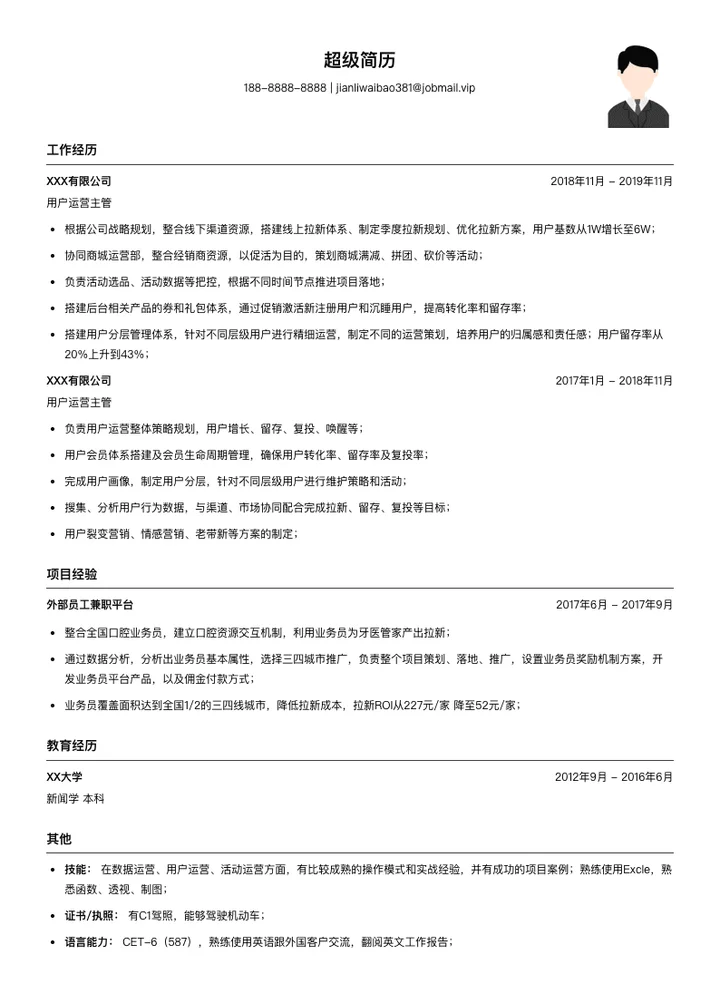 超级简历
188-8888-8888 | jianliwaibao381@jobmail.vip
工作经历
XXX有限公司 2018年11月 – 2019年11月
用户运营主管
• 根据公司战略规划，整合线下渠道资源，搭建线上拉新体系、制定季度拉新规划、优化拉新方案，用户基数从1W增长至6W；
• 协同商城运营部，整合经销商资源，以促活为目的，策划商城满减、拼团、砍价等活动；
• 负责活动选品、活动数据等把控，根据不同时间节点推进项目落地；
• 搭建后台相关产品的券和礼包体系，通过促销激活新注册用户和沉睡用户，提高转化率和留存率；
• 搭建用户分层管理体系，针对不同层级用户进行精细运营，制定不同的运营策划，培养用户的归属感和责任感；用户留存率从
20%上升到43%；
XXX有限公司 2017年1月 – 2018年11月
用户运营主管
• 负责用户运营整体策略规划，用户增长、留存、复投、唤醒等；
• 用户会员体系搭建及会员生命周期管理，确保用户转化率、留存率及复投率；
• 完成用户画像，制定用户分层，针对不同层级用户进行维护策略和活动；
• 搜集、分析用户行为数据，与渠道、市场协同配合完成拉新、留存、复投等目标；
• 用户裂变营销、情感营销、老带新等方案的制定；
项目经验
外部员工兼职平台 2017年6月 – 2017年9月
• 整合全国口腔业务员，建立口腔资源交互机制，利用业务员为牙医管家产出拉新；
• 通过数据分析，分析出业务员基本属性，选择三四城市推广，负责整个项目策划、落地、推广，设置业务员奖励机制方案，开
发业务员平台产品，以及佣金付款方式；
• 业务员覆盖面积达到全国1/2的三四线城市，降低拉新成本，拉新ROI从227元/家 降至52元/家；
教育经历
XX大学 2012年9月 – 2016年6月
新闻学 本科
其他
• 技能： 在数据运营、用户运营、活动运营方面，有比较成熟的操作模式和实战经验，并有成功的项目案例；熟练使用Excle，熟
悉函数、透视、制图；
• 证书/执照： 有C1驾照，能够驾驶机动车；
• 语言能力： CET-6（587），熟练使用英语跟外国客户交流，翻阅英文工作报告；